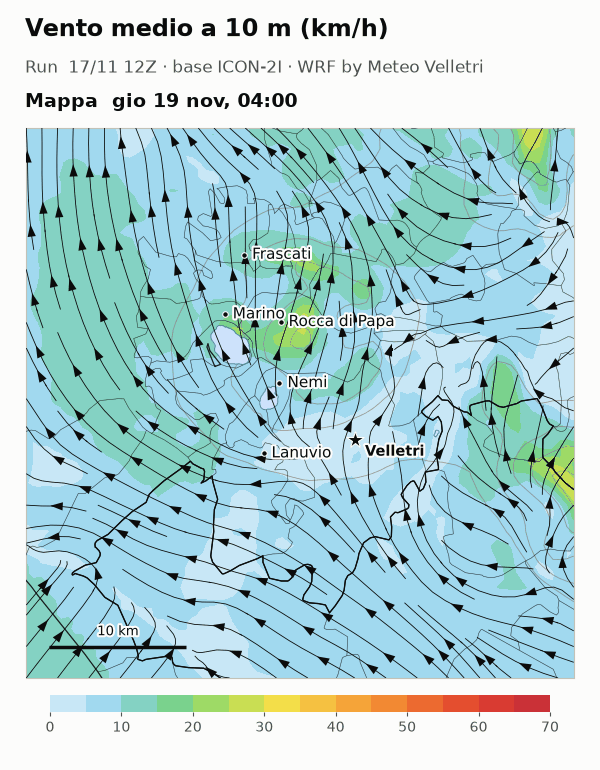 Vento medio a 10 m (km/h)
Run 17/11 12Z · base ICON-2I · WRF by Meteo Velletri
Mappa gio 19 nov, 04:00
Frascati
Marino
Rocca di Papa
Nemi
Velletri
Lanuvio
10 km
0 10 20 30 40 50 60 70